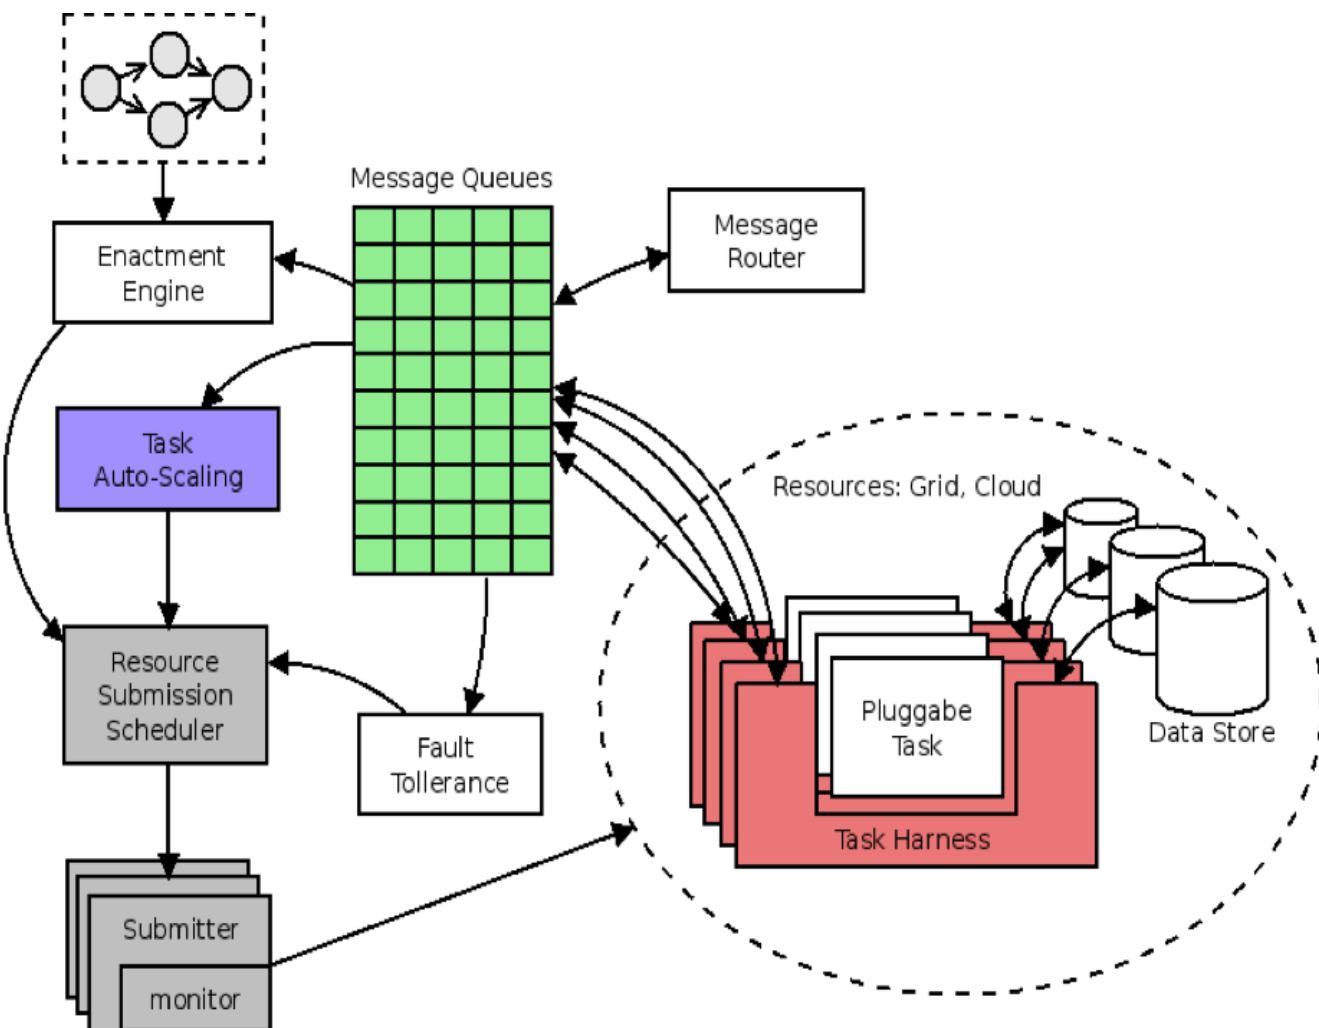 Message Queues
Message
Router
Enactment
Engine
Task
Auto-Scaling
Resources: Grid, Cloud
Resource
Submission
Scheduler
Pluggabe
Task
Data Store
Fault
Tollerance
Task Harness
Submitter
monitor